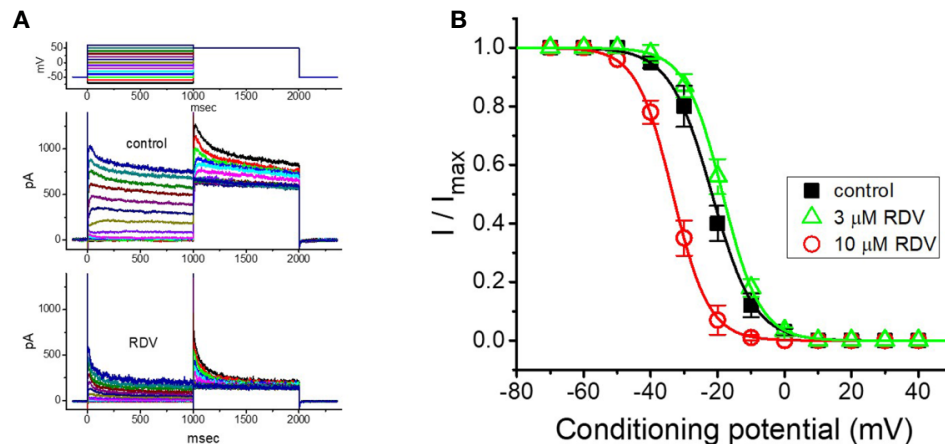 A
50
0
-50
mV
0
500
1000
1500
2000
msec
control
1000
500
0
pA
0
500
1000
1500
2000
RDV
1000
500
0
pA
0
500
1000
1500
2000
msec
B
1.0
0.8
0.6
0.4
0.2
0.0
I / Imax
control
3 µM RDV
10 µM RDV
-80
-60
-40
-20
0
20
40
Conditioning potential (mV)